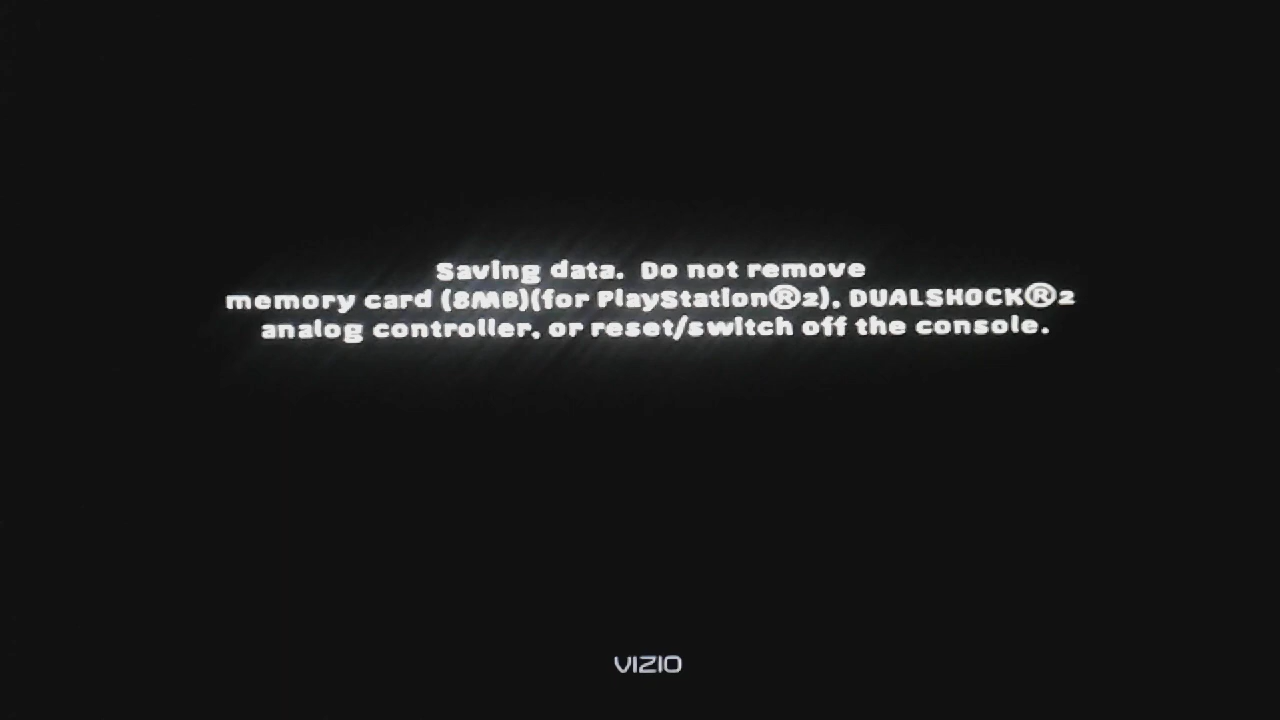 Saving data. Do not remove
memory card (8MB)(for PlayStation®2), DUALSHOCK®2
analog controller, or reset/switch off the console.
VIZIO